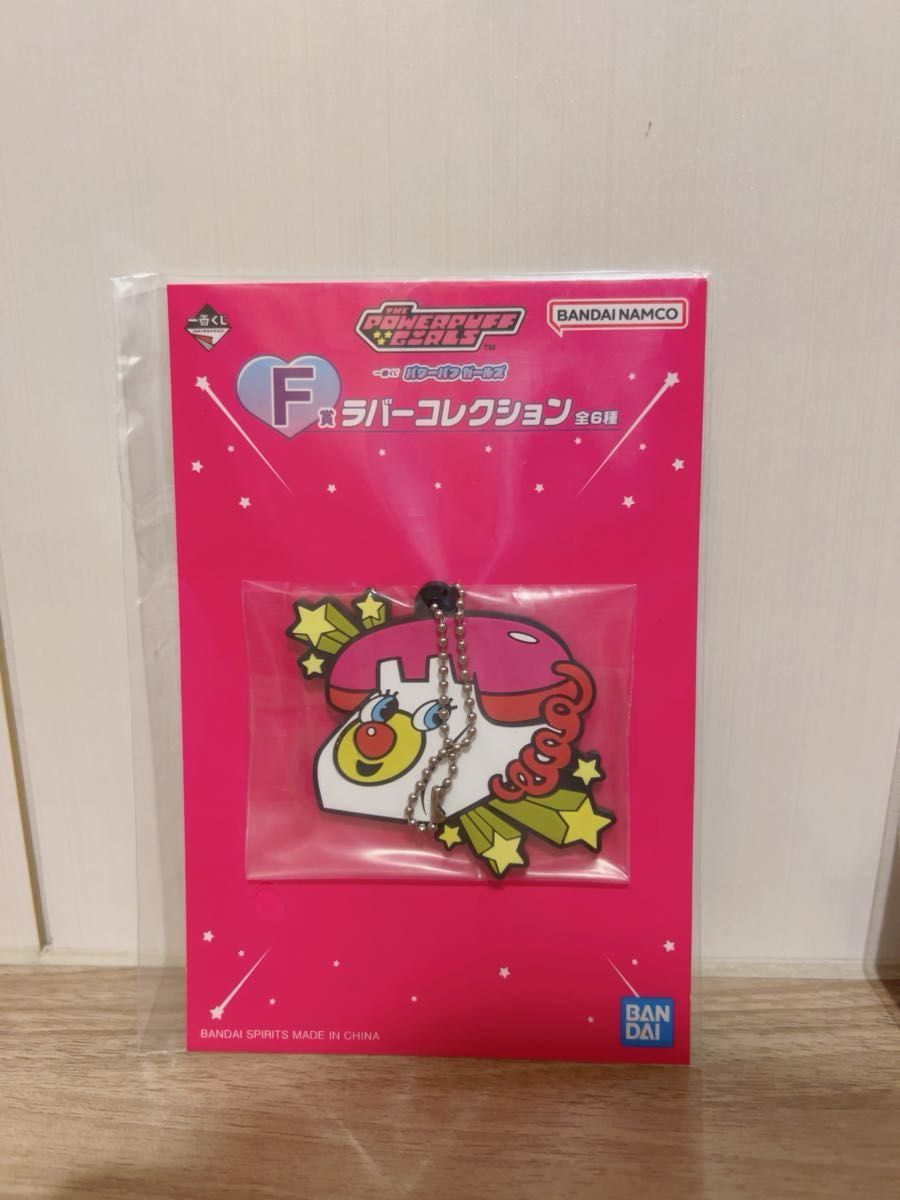 一番くじ
ICHIBANKUJI
THE
POWERPUFF
GIRLS
TM
BANDAI NAMCO
一番くじ パワーパフ ガールズ
F賞 ラバーコレクション 全6種
BANDAI SPIRITS MADE IN CHINA
BAN
DAI